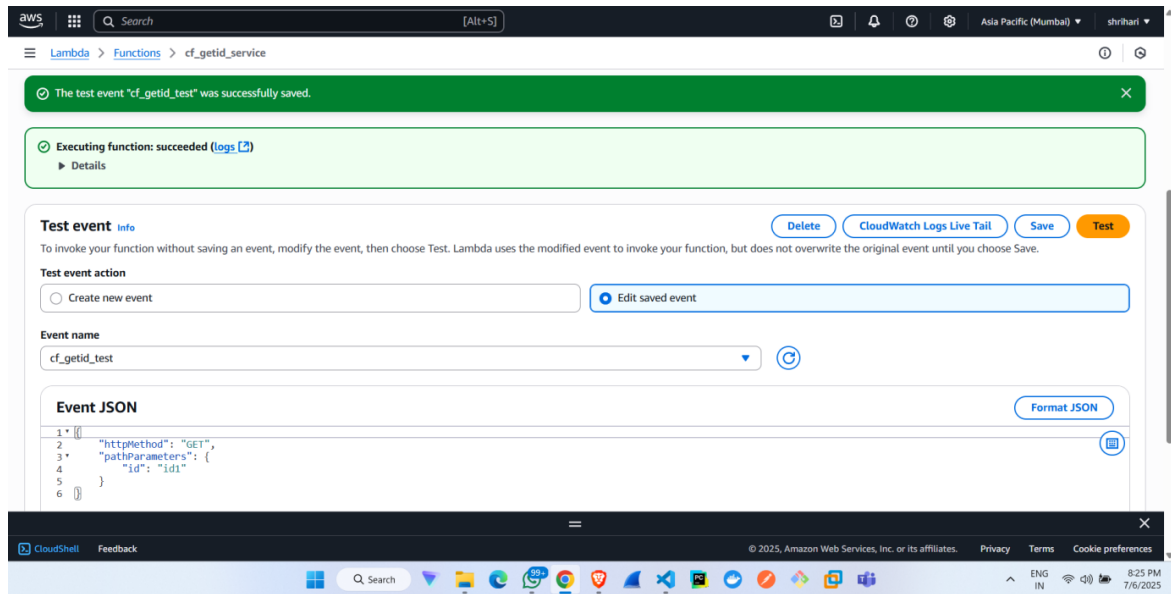 aws Search [Alt+S] Asia Pacific (Mumbai) ▼ shrihari ▼
Lambda > Functions > cf_getid_service
The test event "cf_getid_test" was successfully saved.
Executing function: succeeded (logs)
Details
Test event Info Delete CloudWatch Logs Live Tail Save Test
To invoke your function without saving an event, modify the event, then choose Test. Lambda uses the modified event to invoke your function, but does not overwrite the original event until you choose Save.
Test event action
Create new event Edit saved event
Event name
cf_getid_test
Event JSON Format JSON
1 {
2 "httpMethod": "GET",
3 "pathParameters": {
4 "id": "id1"
5 }
6 }
CloudShell Feedback © 2025, Amazon Web Services, Inc. or its affiliates. Privacy Terms Cookie preferences
Search 99+ ENG 8:25 PM
IN 7/6/2025